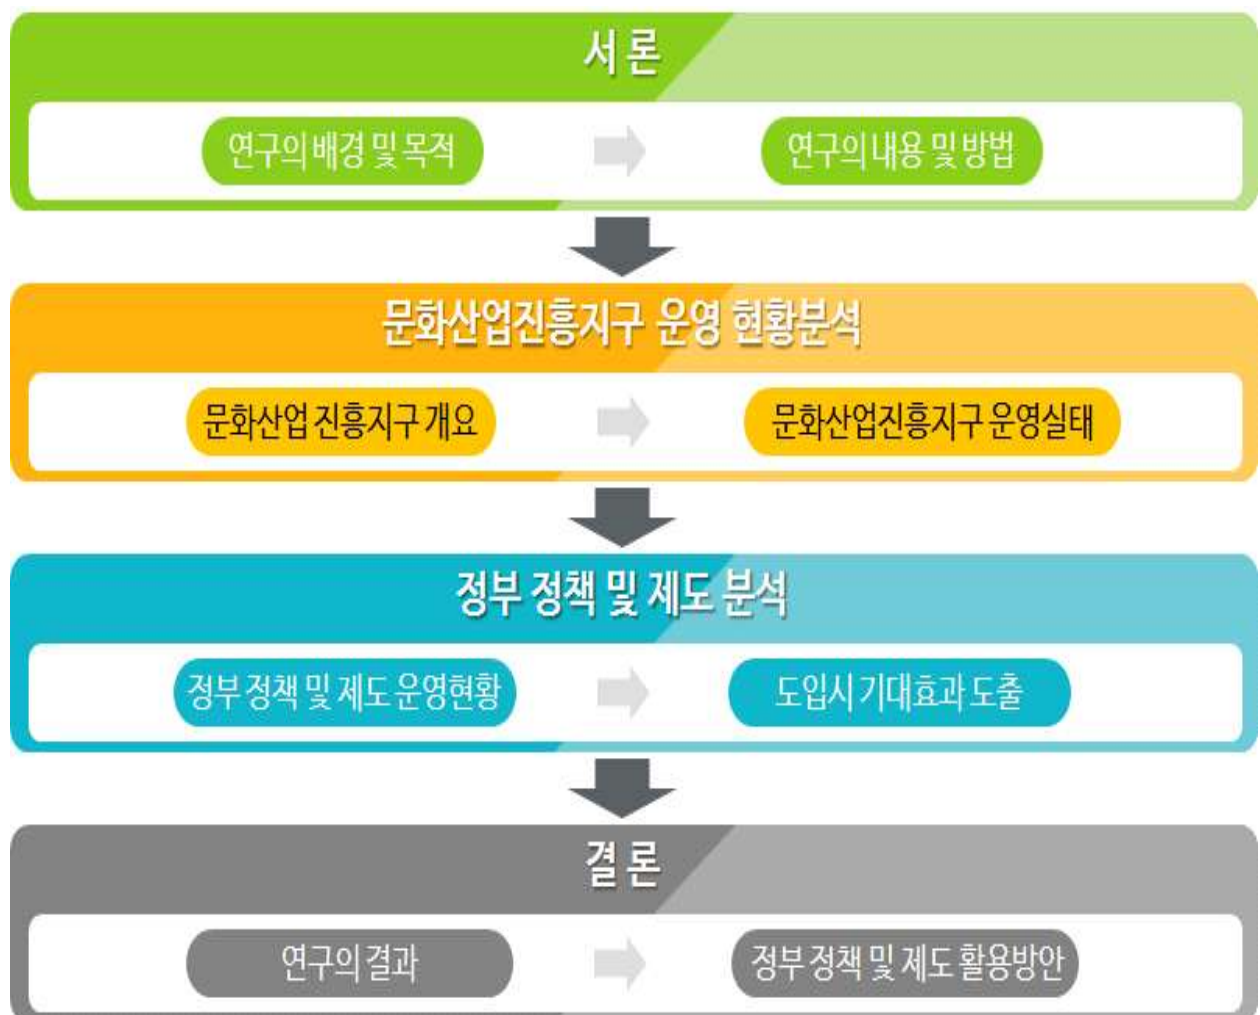 서 론
연구의 배경 및 목적
연구의 내용 및 방법
문화산업진흥지구 운영 현황분석
문화산업 진흥지구 개요
문화산업진흥지구 운영실태
정부 정책 및 제도 분석
정부 정책 및 제도 운영현황
도입시 기대효과 도출
결 론
연구의 결과
정부 정책 및 제도 활용방안